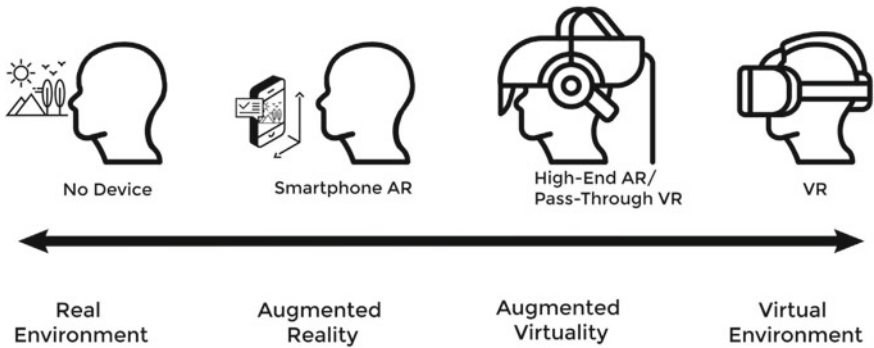 No Device
Smartphone AR
High-End AR/
Pass-Through VR
VR
Real
Environment
Augmented
Reality
Augmented
Virtuality
Virtual
Environment